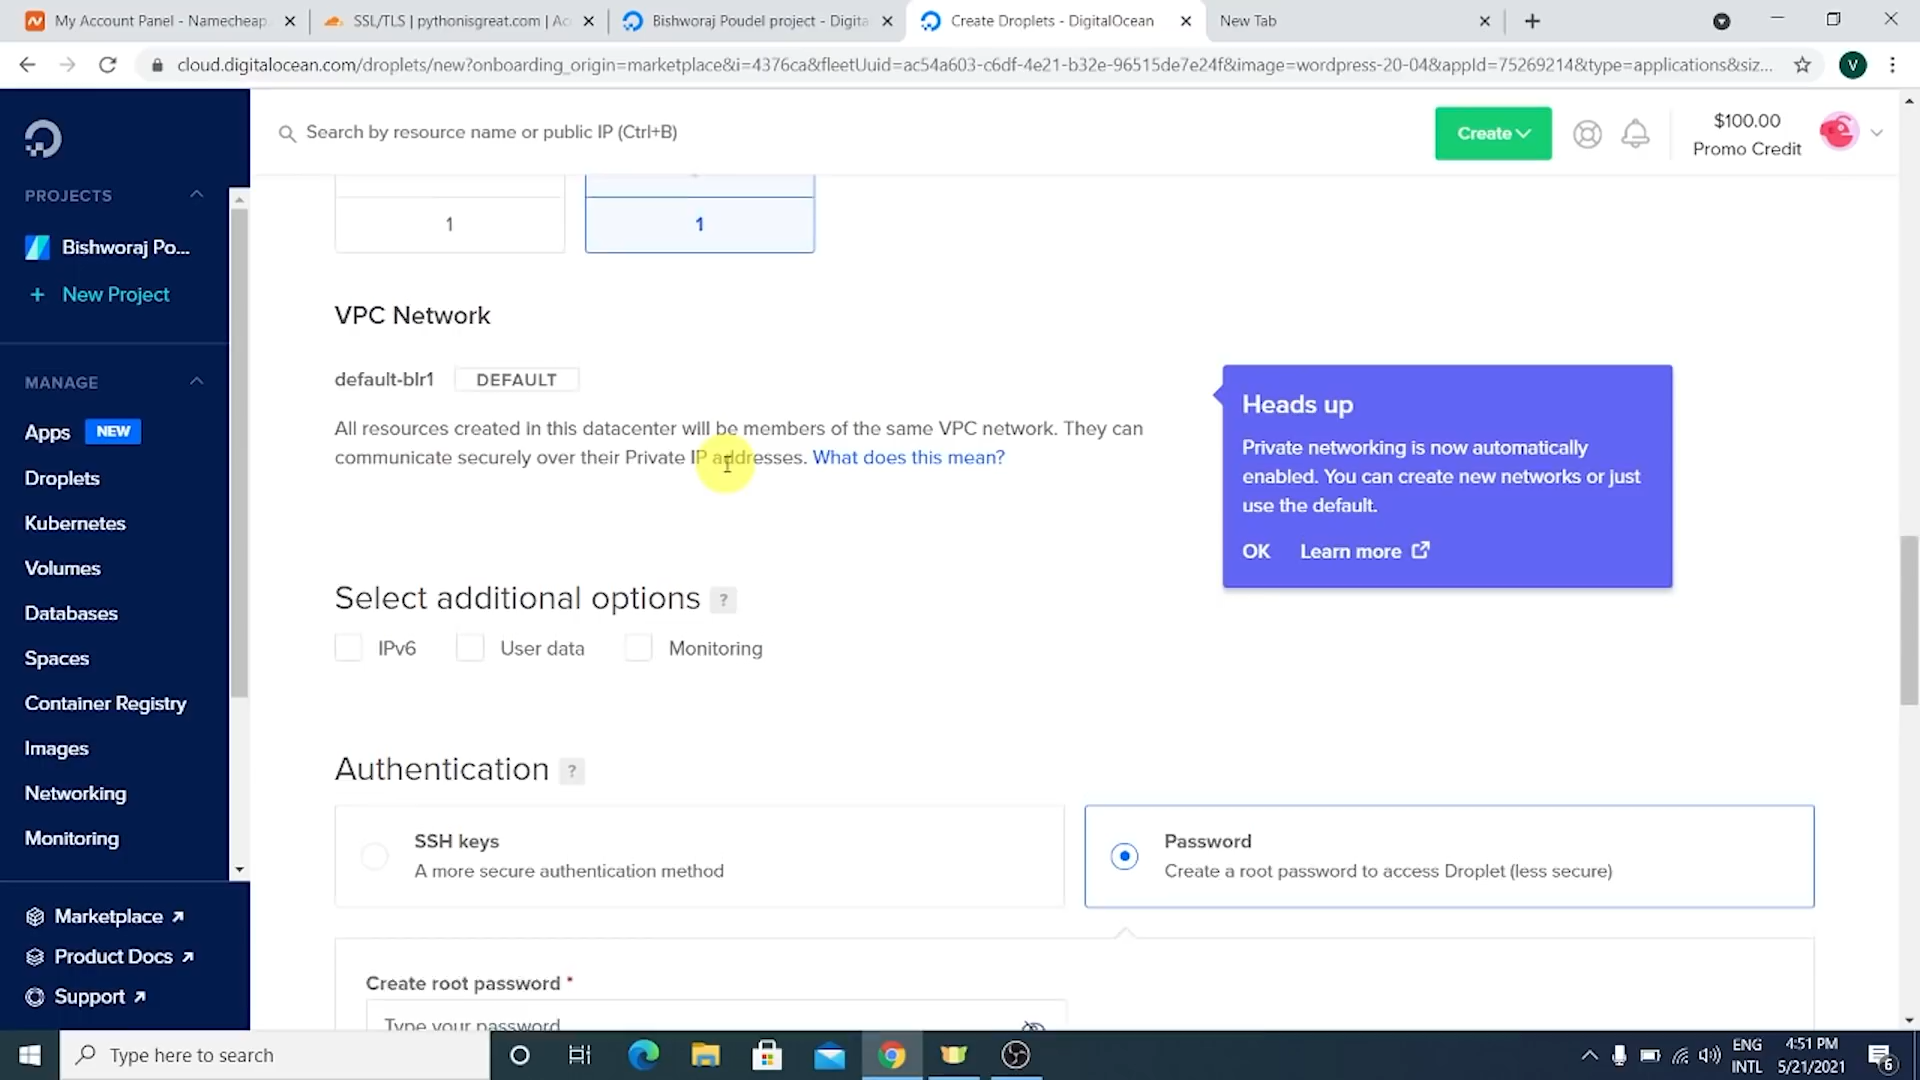 My Account Panel - Namecheap.
SSL/TLS | pythonisgreat.com | Ac
Bishworaj Poudel project - Digita
Create Droplets - DigitalOcean
New Tab
cloud.digitalocean.com/droplets/new?onboarding_origin=marketplace&i=4376ca&fleetUuid=ac54a603-c6df-4e21-b32e-96515de7e24f&image=wordpress-20-04&appId=75269214&type=applications&siz...
V
Search by resource name or public IP (Ctrl+B)
Create
$100.00
Promo Credit
PROJECTS
Bishworaj Po...
+ New Project
MANAGE
Apps NEW
Droplets
Kubernetes
Volumes
Databases
Spaces
Container Registry
Images
Networking
Monitoring
Marketplace
Product Docs
Support
1
1
VPC Network
default-blr1 DEFAULT
All resources created in this datacenter will be members of the same VPC network. They can
communicate securely over their Private IP addresses. What does this mean?
Heads up
Private networking is now automatically
enabled. You can create new networks or just
use the default.
OK Learn more
Select additional options ?
IPv6 User data Monitoring
Authentication ?
SSH keys
A more secure authentication method
Password
Create a root password to access Droplet (less secure)
Create root password *
Type your password
Type here to search
ENG
INTL
4:51 PM
5/21/2021
6